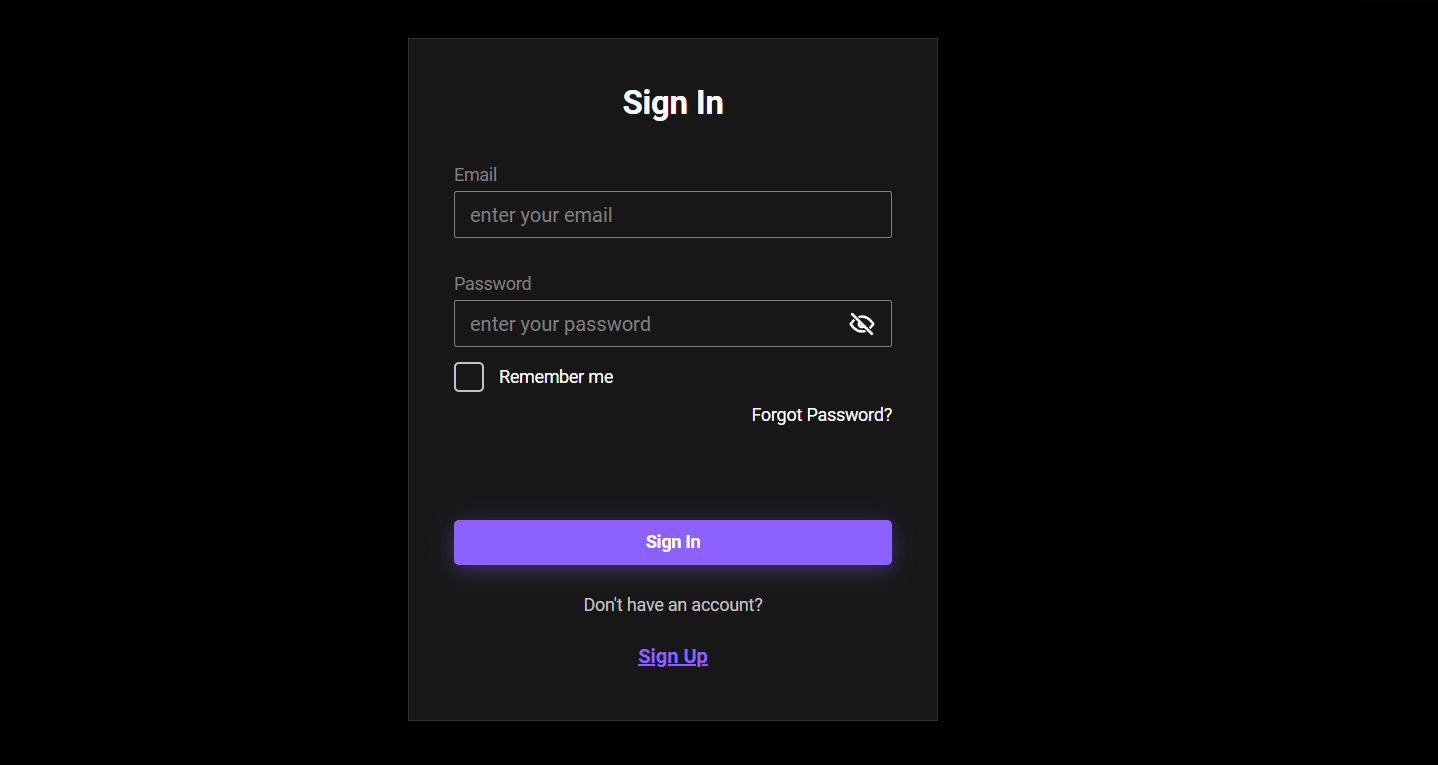 Sign In
Email
enter your email
Password
enter your password
Remember me
Forgot Password?
Sign In
Don't have an account?
Sign Up